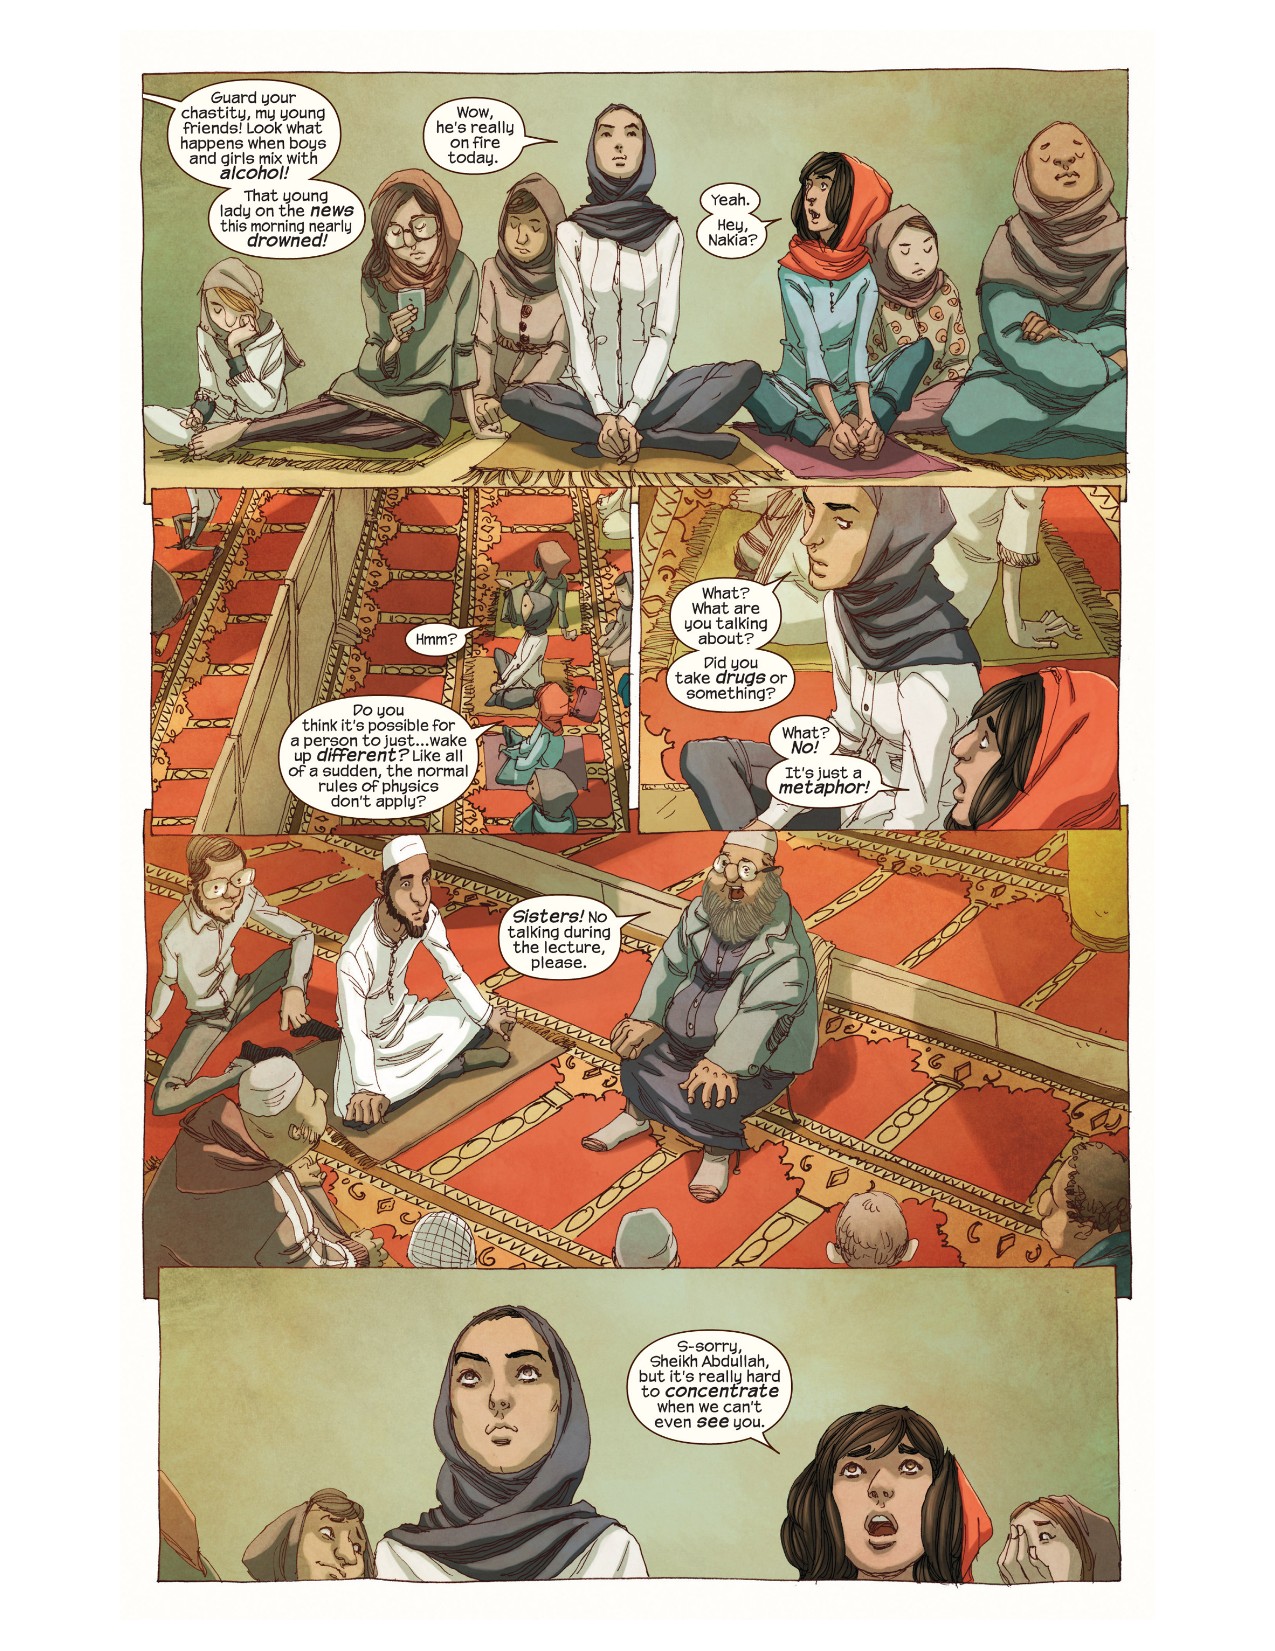 Guard your
chastity, my young
friends! Look what
happens when boys
and girls mix with
alcohol!
That young
lady on the news
this morning nearly
drowned!
Wow,
he's really
on fire
today.
Yeah.
Hey,
Nakia?
Hmm?
Do you
think it's possible for
a person to just...wake
up different? Like all
of a sudden, the normal
rules of physics
don't apply?
What?
What are
you talking
about?
Did you
take drugs or
something?
What?
No!
It's just a
metaphor!
Sisters! No
talking during
the lecture,
please.
S-sorry,
Sheikh Abdullah,
but it's really hard
to concentrate
when we can't
even see you.